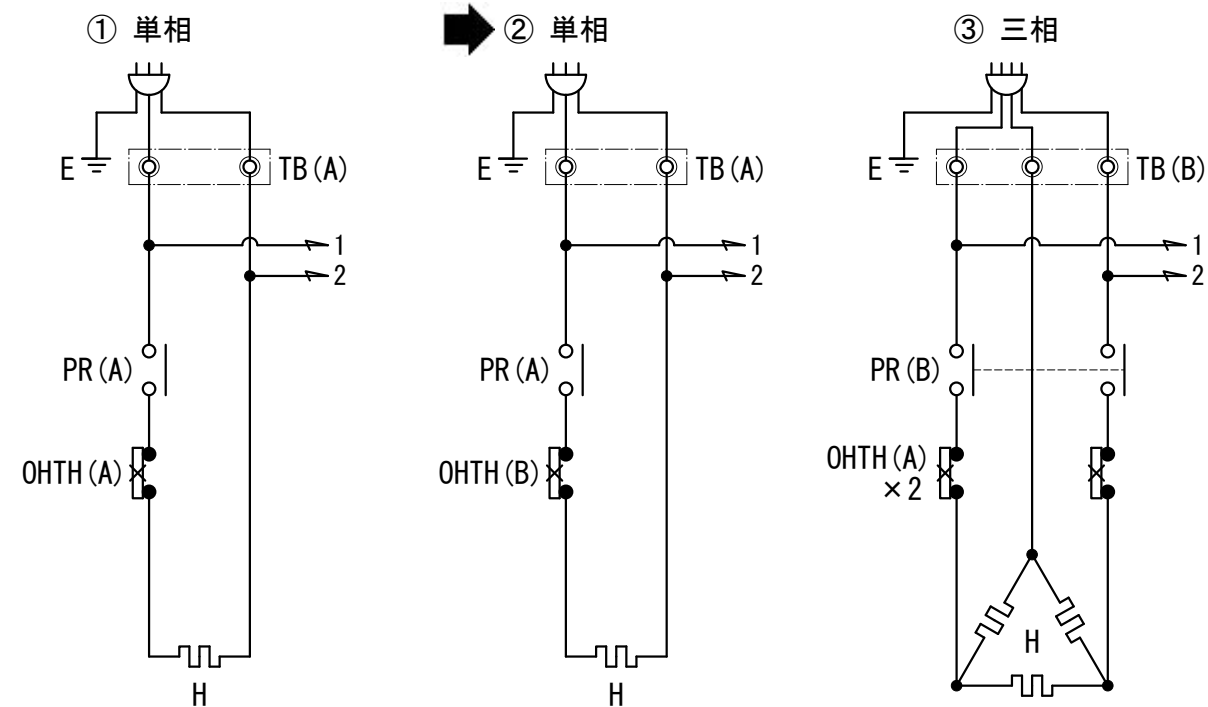 ① 単相
E
TB(A)
1
2
PR(A)
OHTH(A)
H
② 単相
E
TB(A)
1
2
PR(A)
OHTH(B)
H
③ 三相
E
TB(B)
1
2
PR(B)
OHTH(A)
×2
H